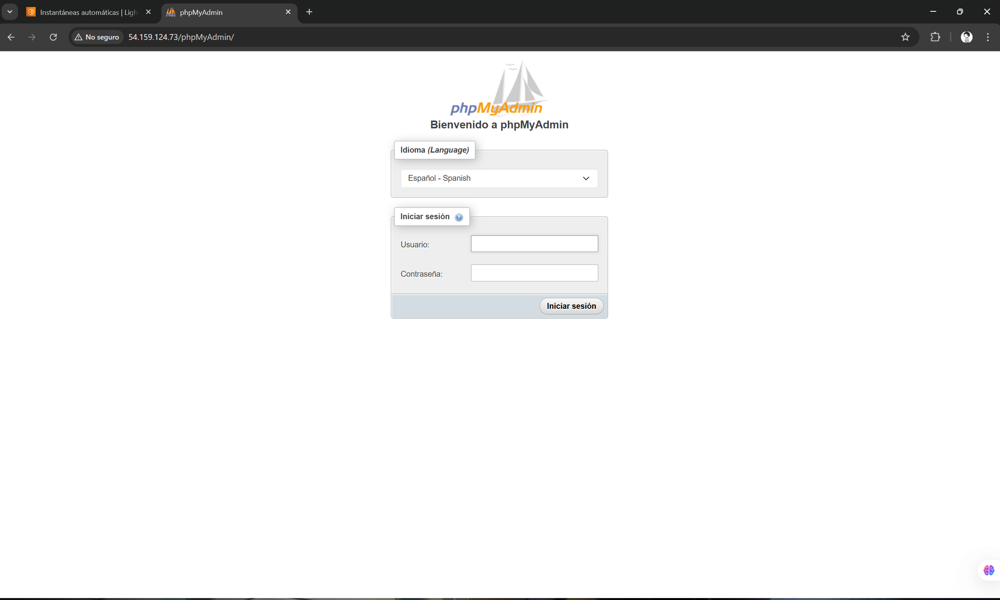 Instantáneas automáticas | Ligh
phpMyAdmin
No seguro
54.159.124.73/phpMyAdmin/
phpMyAdmin
Bienvenido a phpMyAdmin
Idioma (Language)
Español - Spanish
Iniciar sesión
Usuario:
Contraseña:
Iniciar sesión